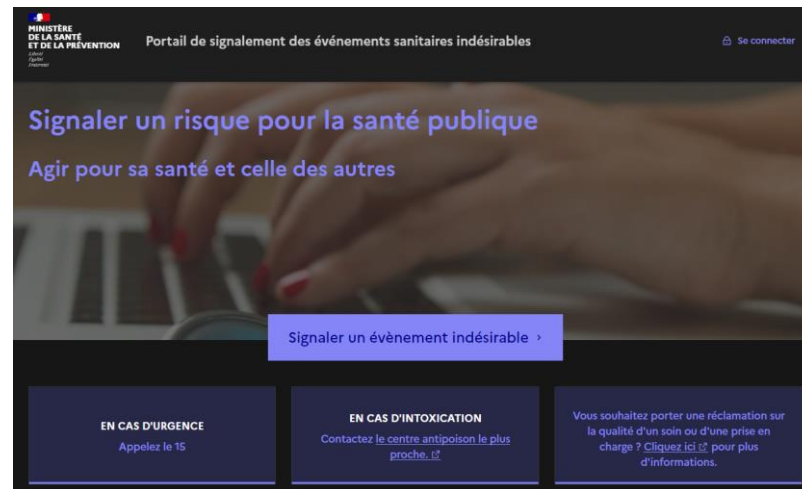 MINISTÈRE
DE LA SANTÉ
ET DE LA PRÉVENTION
Liberté
Égalité
Fraternité
Portail de signalement des événements sanitaires indésirables
Se connecter
Signaler un risque pour la santé publique
Agir pour sa santé et celle des autres
Signaler un évènement indésirable ›
EN CAS D'URGENCE
Appelez le 15
EN CAS D'INTOXICATION
Contactez le centre antipoison le plus
proche.
Vous souhaitez porter une réclamation sur
la qualité d'un soin ou d'une prise en
charge ? Cliquez ici pour plus
d'informations.